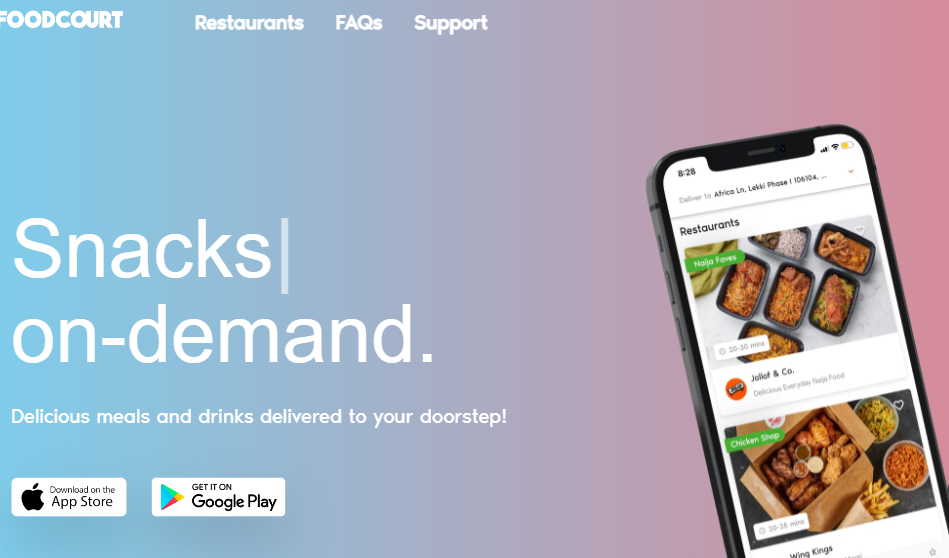 FOODCOURT
Restaurants FAQs Support
Snacks|
on-demand.
Delicious meals and drinks delivered to your doorstep!
Download on the
App Store
GET IT ON
Google Play
8:28
Deliver to Africa Ln, Lekki Phase I 106104, ...
Restaurants
Naija Faves
20-30 mins
Jollof & Co.
Delicious Everyday Naija Food
Chicken Shop
20-25 mins
Wing Kings